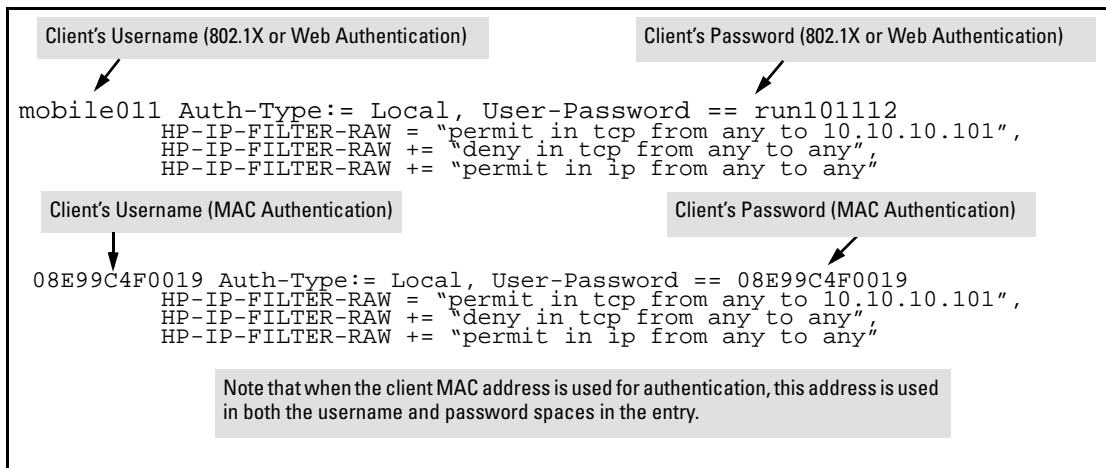 Client's Username (802.1X or Web Authentication)
Client's Password (802.1X or Web Authentication)
mobile011 Auth-Type:= Local, User-Password == run101112
HP-IP-FILTER-RAW = “permit in tcp from any to 10.10.10.101”,
HP-IP-FILTER-RAW += “deny in tcp from any to any”,
HP-IP-FILTER-RAW += “permit in ip from any to any”
Client's Username (MAC Authentication)
Client's Password (MAC Authentication)
08E99C4F0019 Auth-Type:= Local, User-Password == 08E99C4F0019
HP-IP-FILTER-RAW = “permit in tcp from any to 10.10.10.101”,
HP-IP-FILTER-RAW += “deny in tcp from any to any”,
HP-IP-FILTER-RAW += “permit in ip from any to any”
Note that when the client MAC address is used for authentication, this address is used
in both the username and password spaces in the entry.